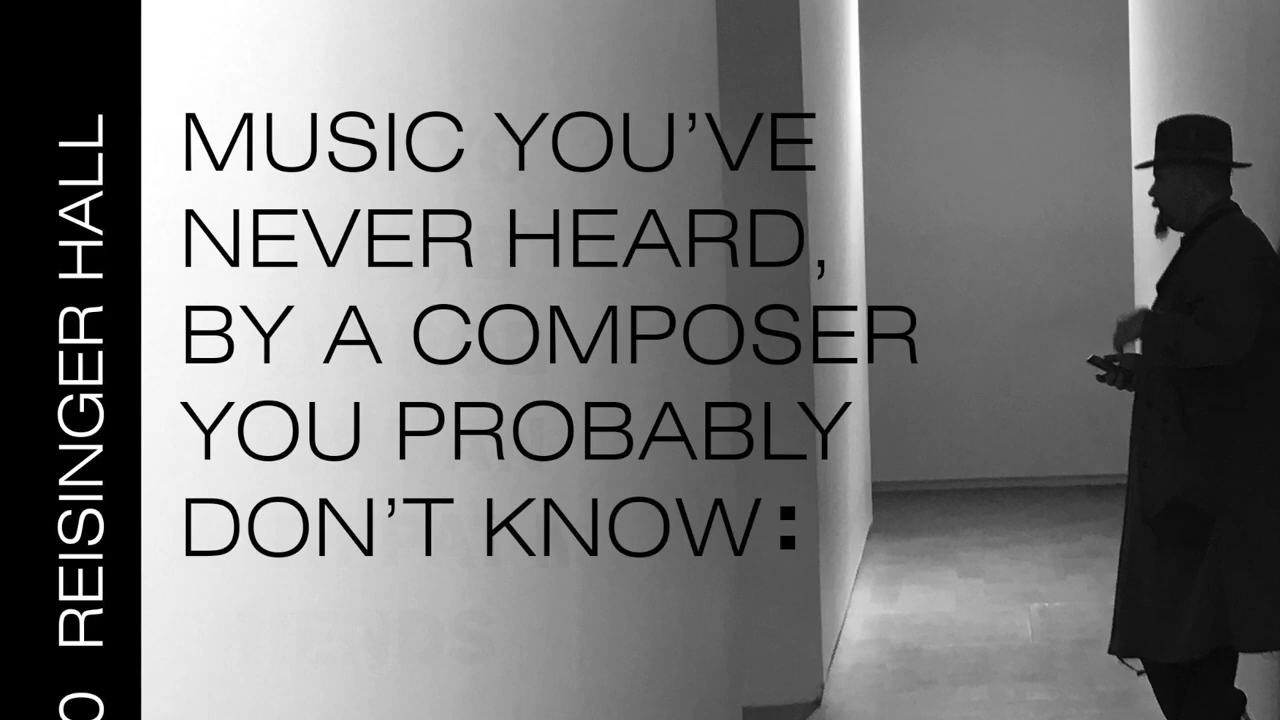 MUSIC YOU’VE
NEVER HEARD,
BY A COMPOSER
YOU PROBABLY
DON’T KNOW:
REISINGER HALL